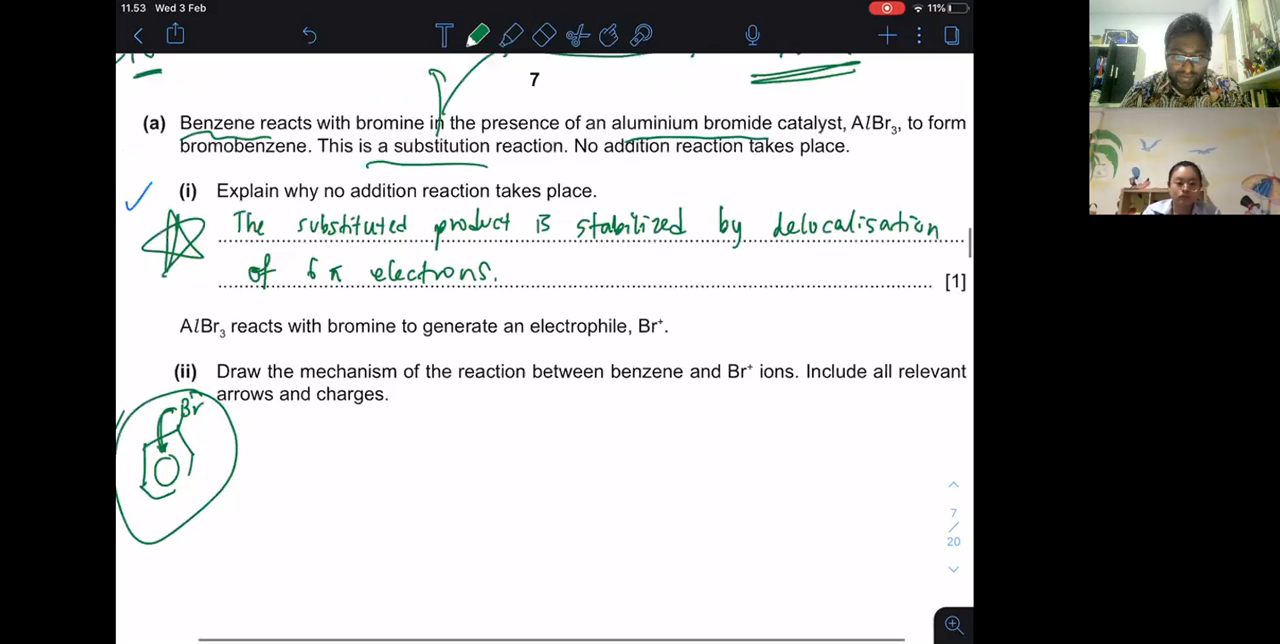 11.53 Wed 3 Feb
11%
T
7
(a) Benzene reacts with bromine in the presence of an aluminium bromide catalyst, AlBr₃, to form
bromobenzene. This is a substitution reaction. No addition reaction takes place.
(i) Explain why no addition reaction takes place.
The substituted product is stabilized by delocalisation
of 6 π electrons.
[1]
AlBr₃ reacts with bromine to generate an electrophile, Br⁺.
(ii) Draw the mechanism of the reaction between benzene and Br⁺ ions. Include all relevant
arrows and charges.
Br
7
/
20